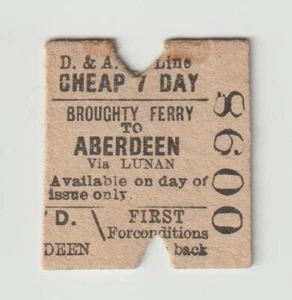 D. & A. Line
CHEAP 7 DAY
BROUGHTY FERRY
TO
ABERDEEN
Via LUNAN
Available on day of
issue only.
D. FIRST
For conditions
DEEN back
0098